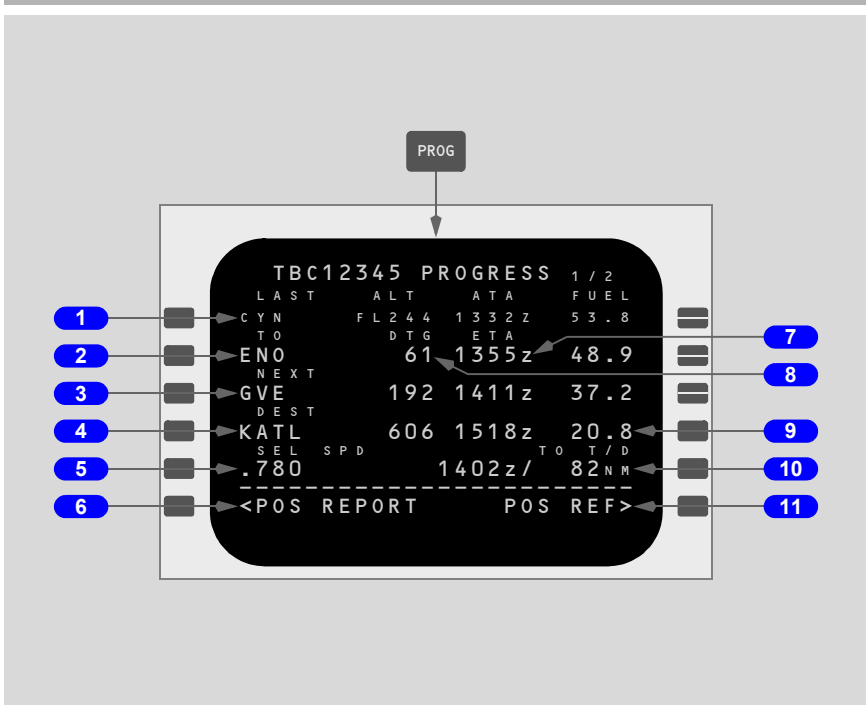 PROG
TBC12345 PROGRESS 1/2
LAST ALT ATA FUEL
1 CYN FL244 1332Z 53.8
TO DTG ETA 7
2 ENO 61 1355z 48.9
NEXT 8
3 GVE 192 1411z 37.2
DEST
4 KATL 606 1518z 20.8 9
SEL SPD TO T/D
5 .780 1402z/ 82NM 10
------------------------
6 <POS REPORT POS REF> 11